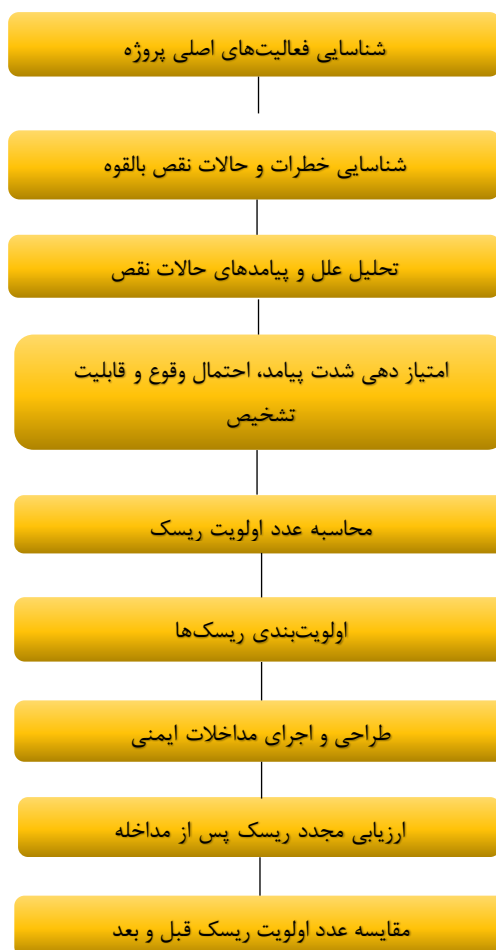 شناسایی فعالیت‌های اصلی پروژه
شناسایی خطرات و حالات نقص بالقوه
تحلیل علل و پیامدهای حالات نقص
امتیاز دهی شدت پیامد، احتمال وقوع و قابلیت
تشخیص
محاسبه عدد اولویت ریسک
اولویت‌بندی ریسک‌ها
طراحی و اجرای مداخلات ایمنی
ارزیابی مجدد ریسک پس از مداخله
مقایسه عدد اولویت ریسک قبل و بعد